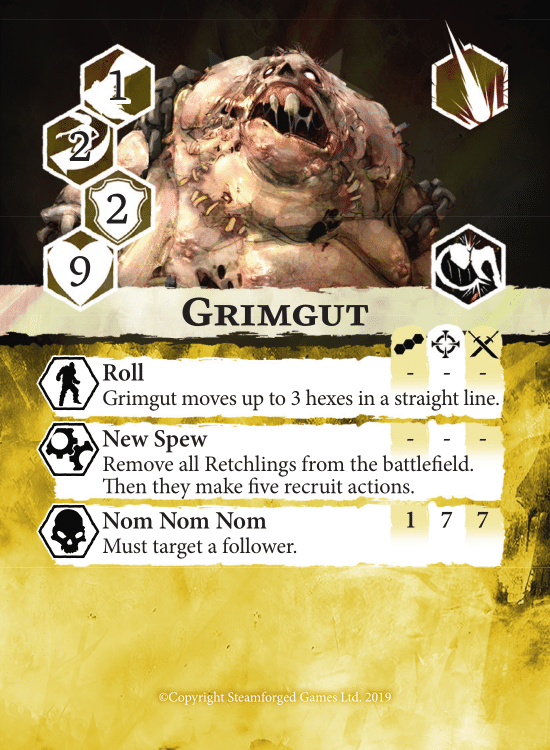 1
2
2
9
Grimgut
Roll
- - -
Grimgut moves up to 3 hexes in a straight line.
New Spew
- - -
Remove all Retchlings from the battlefield.
Then they make five recruit actions.
Nom Nom Nom
1 7 7
Must target a follower.
©Copyright Steamforged Games Ltd. 2019